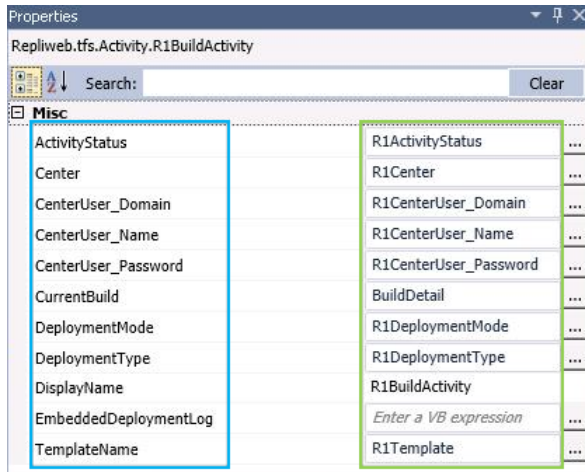 Properties
Repliweb.tfs.Activity.R1BuildActivity
Search: Clear
Misc
ActivityStatus R1ActivityStatus ...
Center R1Center ...
CenterUser_Domain R1CenterUser_Domain ...
CenterUser_Name R1CenterUser_Name ...
CenterUser_Password R1CenterUser_Password ...
CurrentBuild BuildDetail ...
DeploymentMode R1DeploymentMode ...
DeploymentType R1DeploymentType ...
DisplayName R1BuildActivity
EmbeddedDeploymentLog Enter a VB expression ...
TemplateName R1Template ...